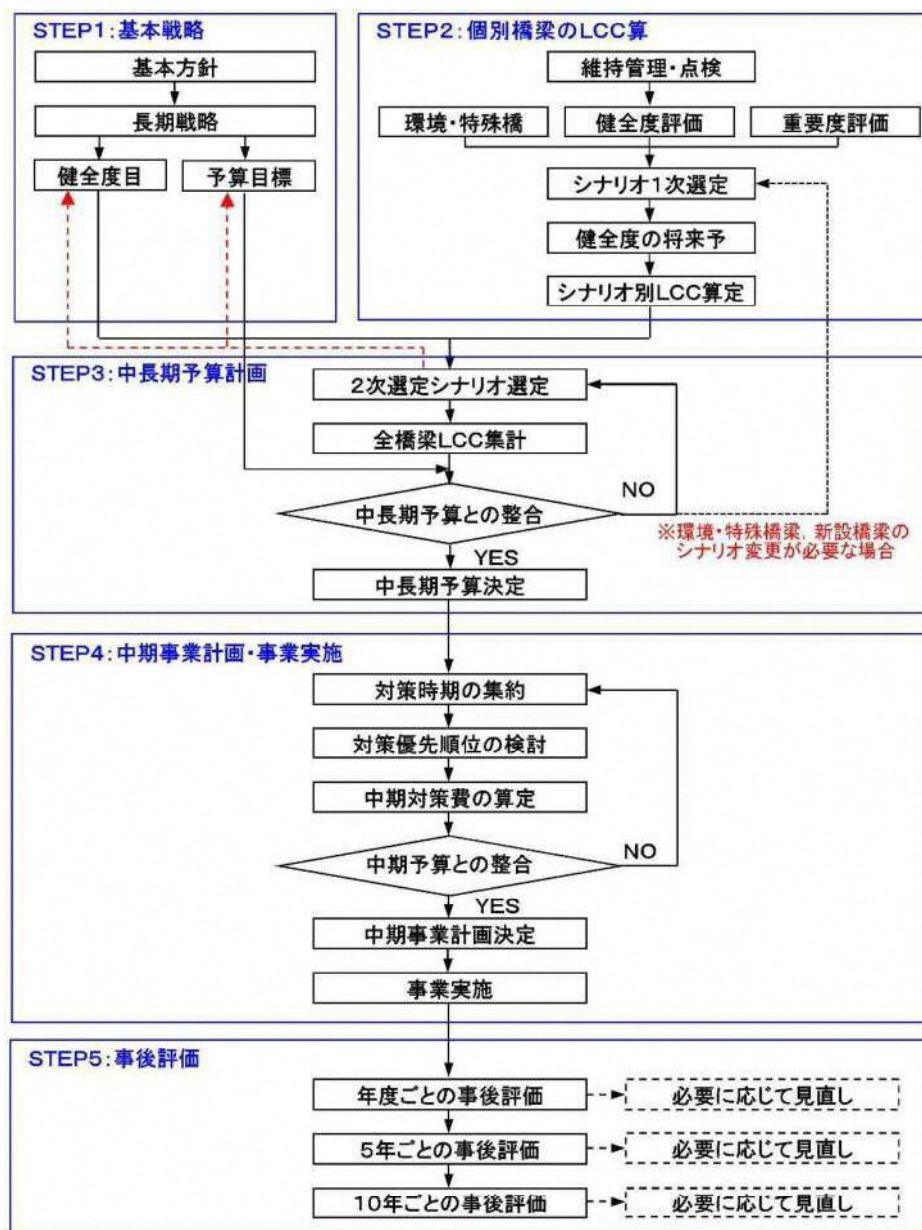 STEP1:基本戦略
基本方針
長期戦略
健全度目
予算目標
STEP2:個別橋梁のLCC算
維持管理・点検
環境・特殊橋
健全度評価
重要度評価
シナリオ1次選定
健全度の将来予
シナリオ別LCC算定
STEP3:中長期予算計画
2次選定シナリオ選定
全橋梁LCC集計
中長期予算との整合
NO
YES
※環境・特殊橋梁，新設橋梁の
シナリオ変更が必要な場合
中長期予算決定
STEP4:中期事業計画・事業実施
対策時期の集約
対策優先順位の検討
中期対策費の算定
中期予算との整合
NO
YES
中期事業計画決定
事業実施
STEP5:事後評価
年度ごとの事後評価
必要に応じて見直し
5年ごとの事後評価
必要に応じて見直し
10年ごとの事後評価
必要に応じて見直し